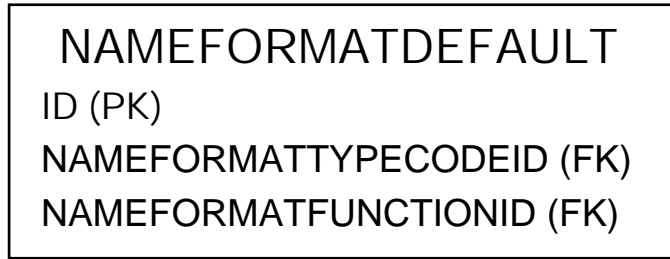 NAMEFORMATDEFAULT
ID (PK)
NAMEFORMATTYPECODEID (FK)
NAMEFORMATFUNCTIONID (FK)